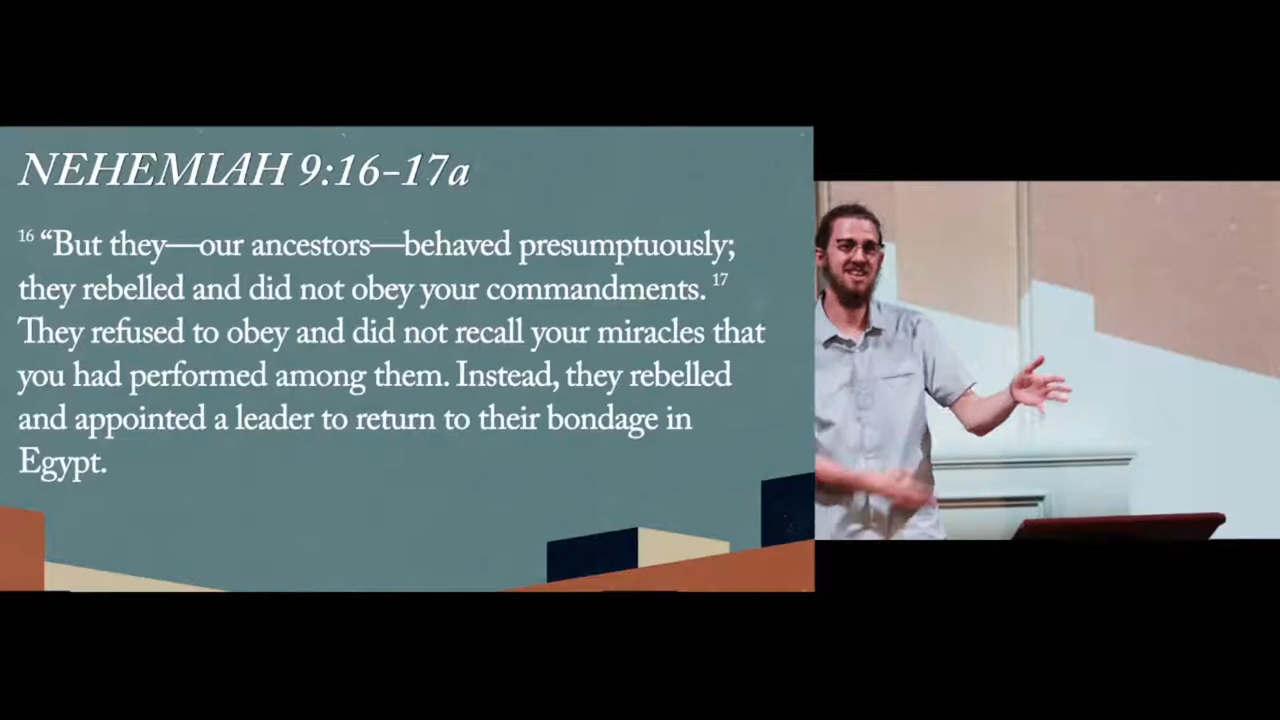 NEHEMIAH 9:16-17a
16 “But they—our ancestors—behaved presumptuously;
they rebelled and did not obey your commandments. 17
They refused to obey and did not recall your miracles that
you had performed among them. Instead, they rebelled
and appointed a leader to return to their bondage in
Egypt.